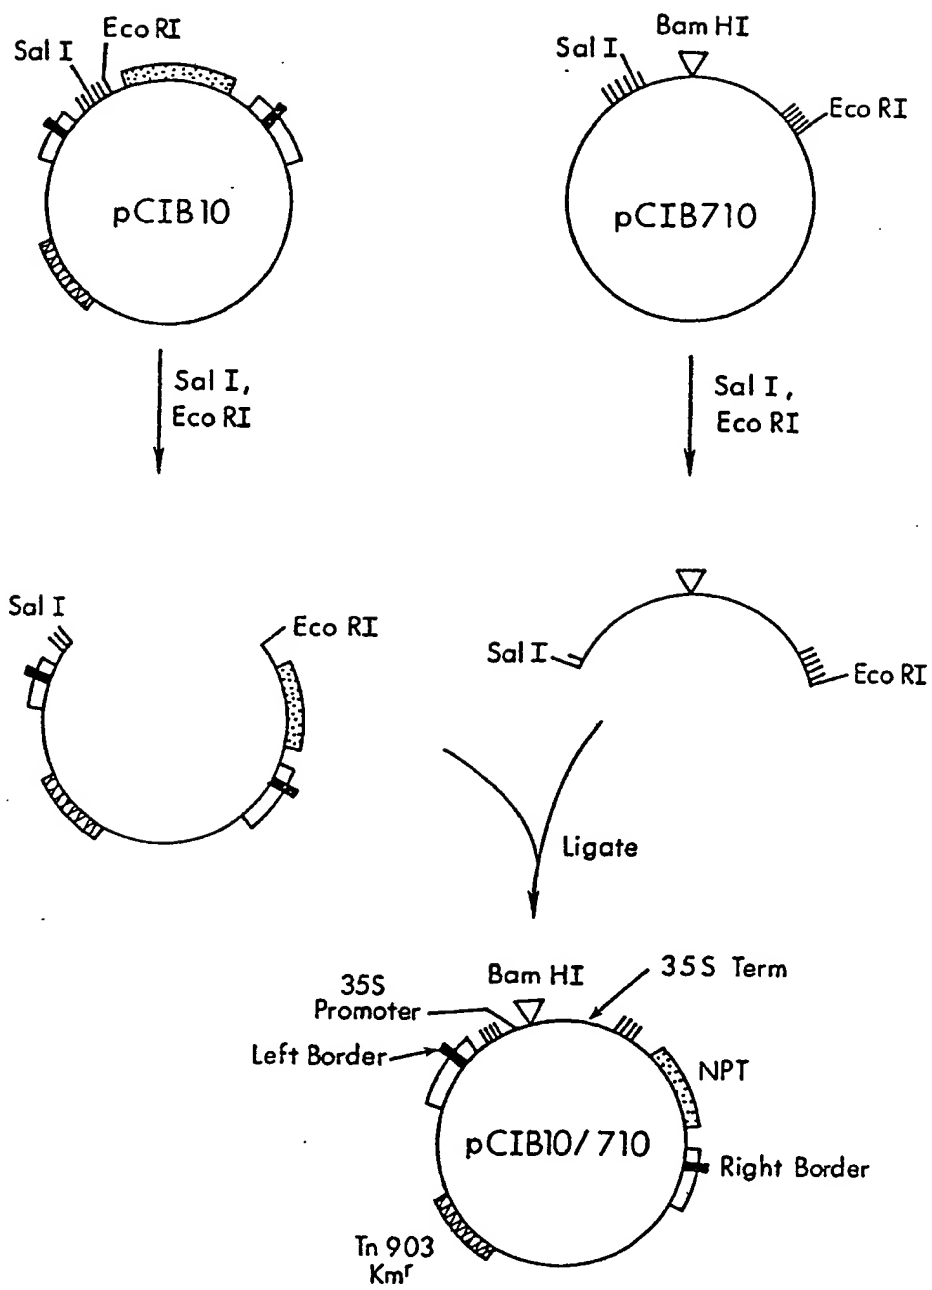 Eco RI
Sal I
pCIB10
Sal I,
Eco RI
Bam HI
Sal I
Eco RI
pCIB710
Sal I,
Eco RI
Sal I
Eco RI
Sal I
Eco RI
Ligate
35S
Promoter
Bam HI
35S Term
Left Border
NPT
pCIB10/710
Right Border
Tn 903
Kmʳ